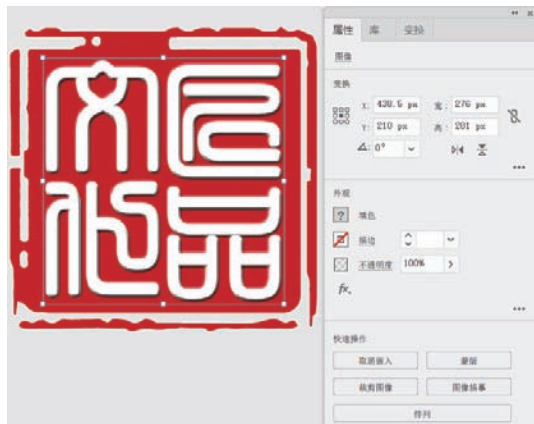 匠品
文化
属性 库 变换
图像
变换
X: 438.5 px 宽: 276 px
Y: 210 px 高: 281 px
0°
外观
? 填色
描边
不透明度 100%
fx.
快速操作
取消嵌入 蒙版
裁剪图像 图像描摹
排列